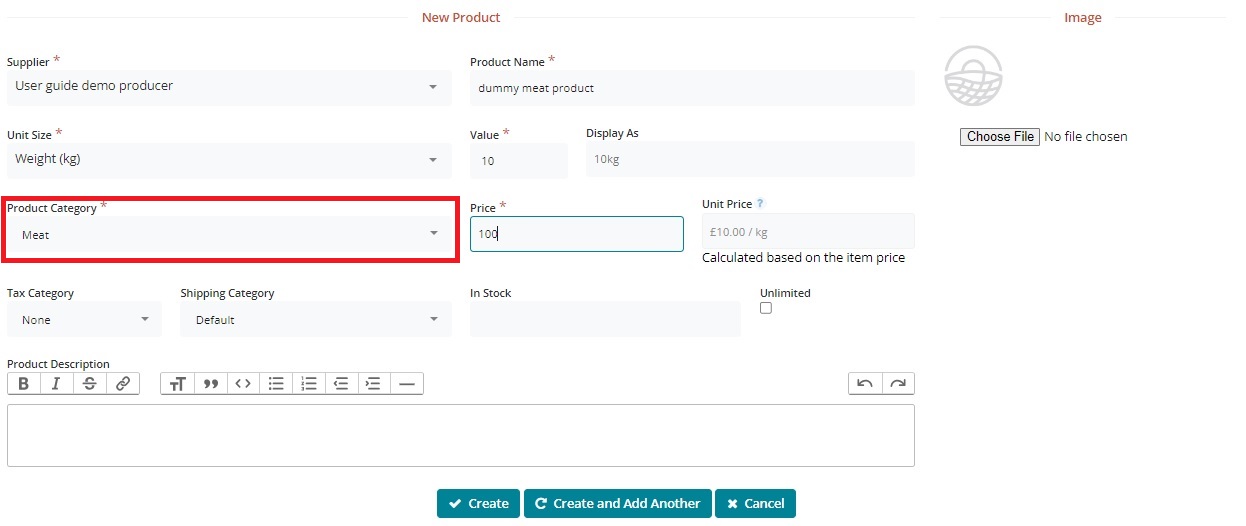 New Product
Image
Supplier *
Product Name *
User guide demo producer
dummy meat product
Unit Size *
Value *
Display As
Choose File No file chosen
Weight (kg)
10
10kg
Product Category *
Price *
Unit Price ?
Meat
100
£10.00 / kg
Calculated based on the item price
Tax Category
Shipping Category
In Stock
Unlimited
None
Default
Product Description
B I S
Create
Create and Add Another
Cancel